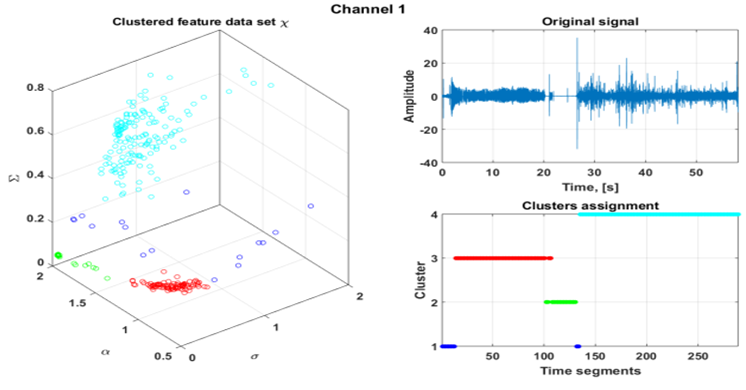 Channel 1
Clustered feature data set χ
0.8
0.6
0.4
0.2
0
Σ
2
1.5
1
0.5
α
0
1
2
σ
Original signal
40
20
0
-20
-40
Amplitude
0 10 20 30 40 50
Time, [s]
Clusters assignment
4
3
2
1
Cluster
50 100 150 200 250
Time segments